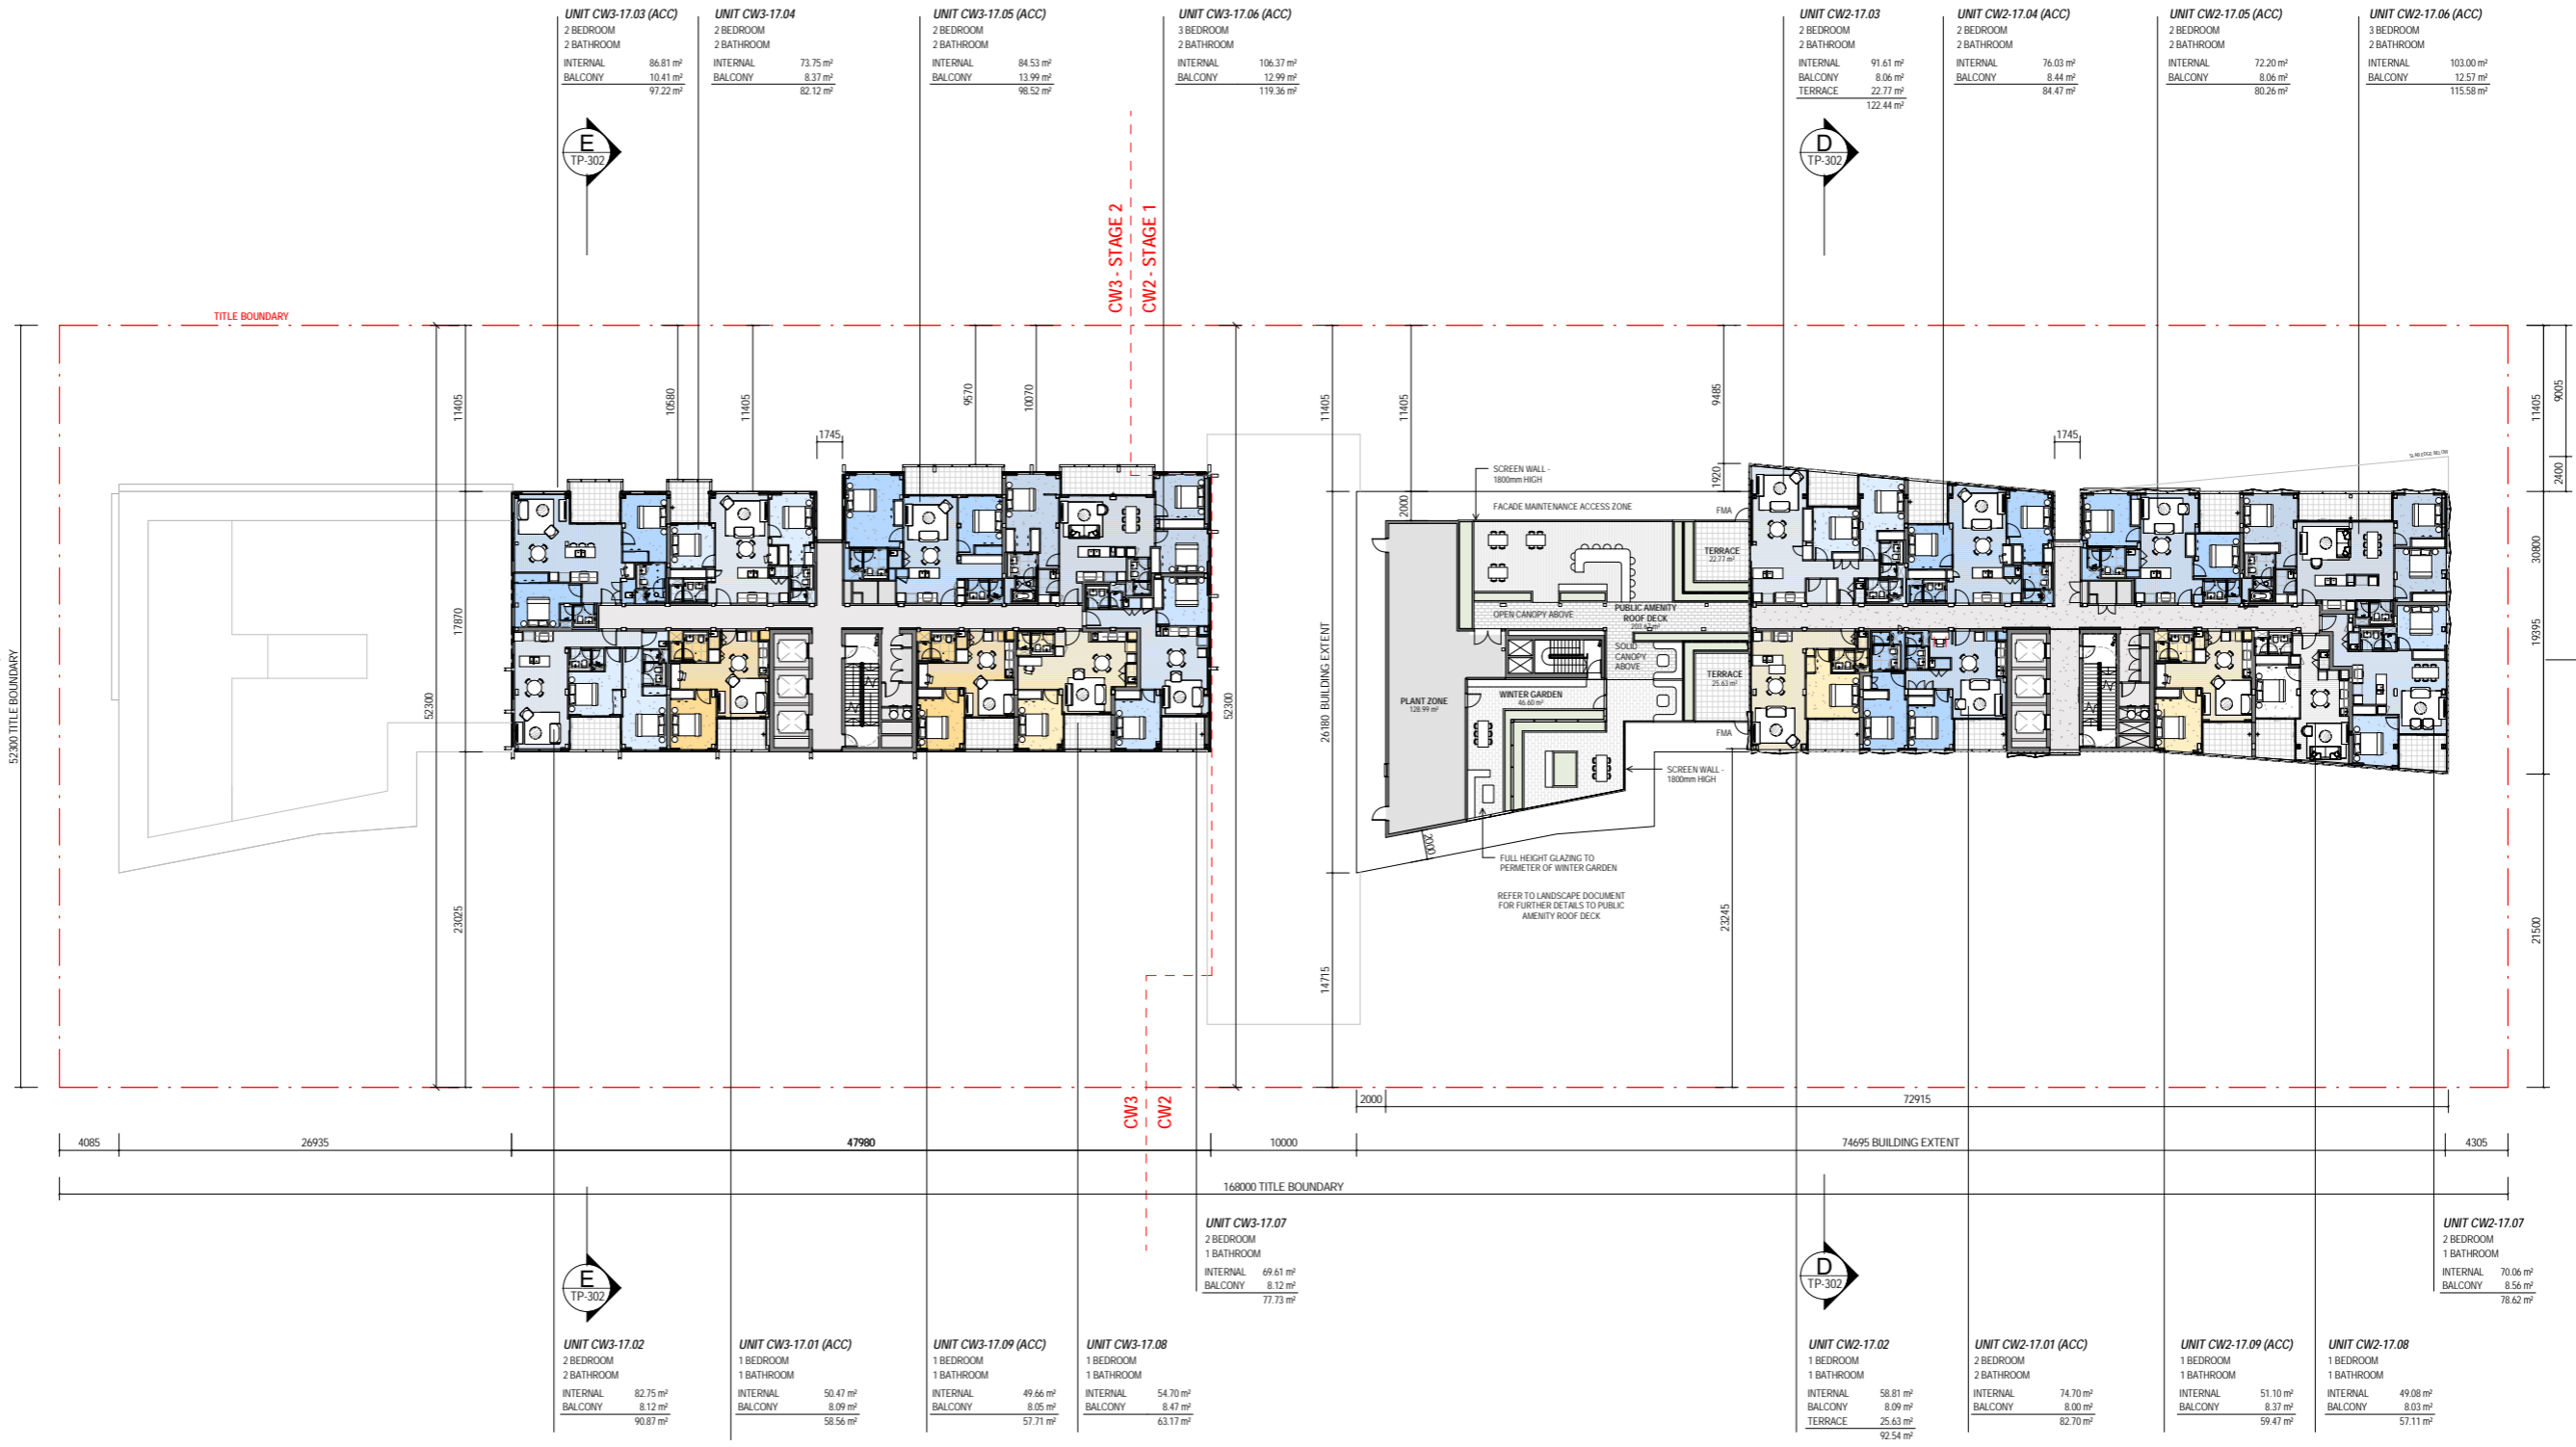 UNIT CW3-17.03 (ACC)
2 BEDROOM
2 BATHROOM
INTERNAL 86.81 m²
BALCONY 10.41 m²
97.22 m²
UNIT CW3-17.04
2 BEDROOM
2 BATHROOM
INTERNAL 73.75 m²
BALCONY 8.37 m²
82.12 m²
UNIT CW3-17.05 (ACC)
2 BEDROOM
2 BATHROOM
INTERNAL 84.53 m²
BALCONY 13.99 m²
98.52 m²
UNIT CW3-17.06 (ACC)
3 BEDROOM
2 BATHROOM
INTERNAL 106.37 m²
BALCONY 12.99 m²
119.36 m²
UNIT CW2-17.03
2 BEDROOM
2 BATHROOM
INTERNAL 91.61 m²
BALCONY 8.06 m²
TERRACE 22.77 m²
122.44 m²
UNIT CW2-17.04 (ACC)
2 BEDROOM
2 BATHROOM
INTERNAL 76.03 m²
BALCONY 8.44 m²
84.47 m²
UNIT CW2-17.05 (ACC)
2 BEDROOM
2 BATHROOM
INTERNAL 72.20 m²
BALCONY 8.06 m²
80.26 m²
UNIT CW2-17.06 (ACC)
3 BEDROOM
2 BATHROOM
INTERNAL 103.00 m²
BALCONY 12.57 m²
115.58 m²
E
TP-302
D
TP-302
CW3 - STAGE 2
CW2 - STAGE 1
TITLE BOUNDARY
52300 TITLE BOUNDARY
52300
11405
17870
23025
10580
11405
1745
9570
10070
52300
11405
26180 BUILDING EXTENT
14715
11405
2000
9485
1920
23245
1745
11405
30800
19395
21500
9005
2400
SLAB EDGE BELOW
SCREEN WALL -
1800mm HIGH
FACADE MAINTENANCE ACCESS ZONE
FMA
TERRACE
22.77 m²
OPEN CANOPY ABOVE
PUBLIC AMENITY
ROOF DECK
SOLID
CANOPY
ABOVE
TERRACE
25.63 m²
WINTER GARDEN
46.60 m²
PLANT ZONE
128.99 m²
FMA
SCREEN WALL -
1800mm HIGH
2000
FULL HEIGHT GLAZING TO
PERMETER OF WINTER GARDEN
REFER TO LANDSCAPE DOCUMENT
FOR FURTHER DETAILS TO PUBLIC
AMENITY ROOF DECK
CW3
CW2
2000
72915
4085
26935
47980
10000
74695 BUILDING EXTENT
4305
168000 TITLE BOUNDARY
E
TP-302
D
TP-302
UNIT CW3-17.07
2 BEDROOM
1 BATHROOM
INTERNAL 69.61 m²
BALCONY 8.12 m²
77.73 m²
UNIT CW2-17.07
2 BEDROOM
1 BATHROOM
INTERNAL 70.06 m²
BALCONY 8.56 m²
78.62 m²
UNIT CW3-17.02
2 BEDROOM
2 BATHROOM
INTERNAL 82.75 m²
BALCONY 8.12 m²
90.87 m²
UNIT CW3-17.01 (ACC)
1 BEDROOM
1 BATHROOM
INTERNAL 50.47 m²
BALCONY 8.09 m²
58.56 m²
UNIT CW3-17.09 (ACC)
1 BEDROOM
1 BATHROOM
INTERNAL 49.66 m²
BALCONY 8.05 m²
57.71 m²
UNIT CW3-17.08
1 BEDROOM
1 BATHROOM
INTERNAL 54.70 m²
BALCONY 8.47 m²
63.17 m²
UNIT CW2-17.02
1 BEDROOM
1 BATHROOM
INTERNAL 58.81 m²
BALCONY 8.09 m²
TERRACE 25.63 m²
92.54 m²
UNIT CW2-17.01 (ACC)
2 BEDROOM
2 BATHROOM
INTERNAL 74.70 m²
BALCONY 8.00 m²
82.70 m²
UNIT CW2-17.09 (ACC)
1 BEDROOM
1 BATHROOM
INTERNAL 51.10 m²
BALCONY 8.37 m²
59.47 m²
UNIT CW2-17.08
1 BEDROOM
1 BATHROOM
INTERNAL 49.08 m²
BALCONY 8.03 m²
57.11 m²